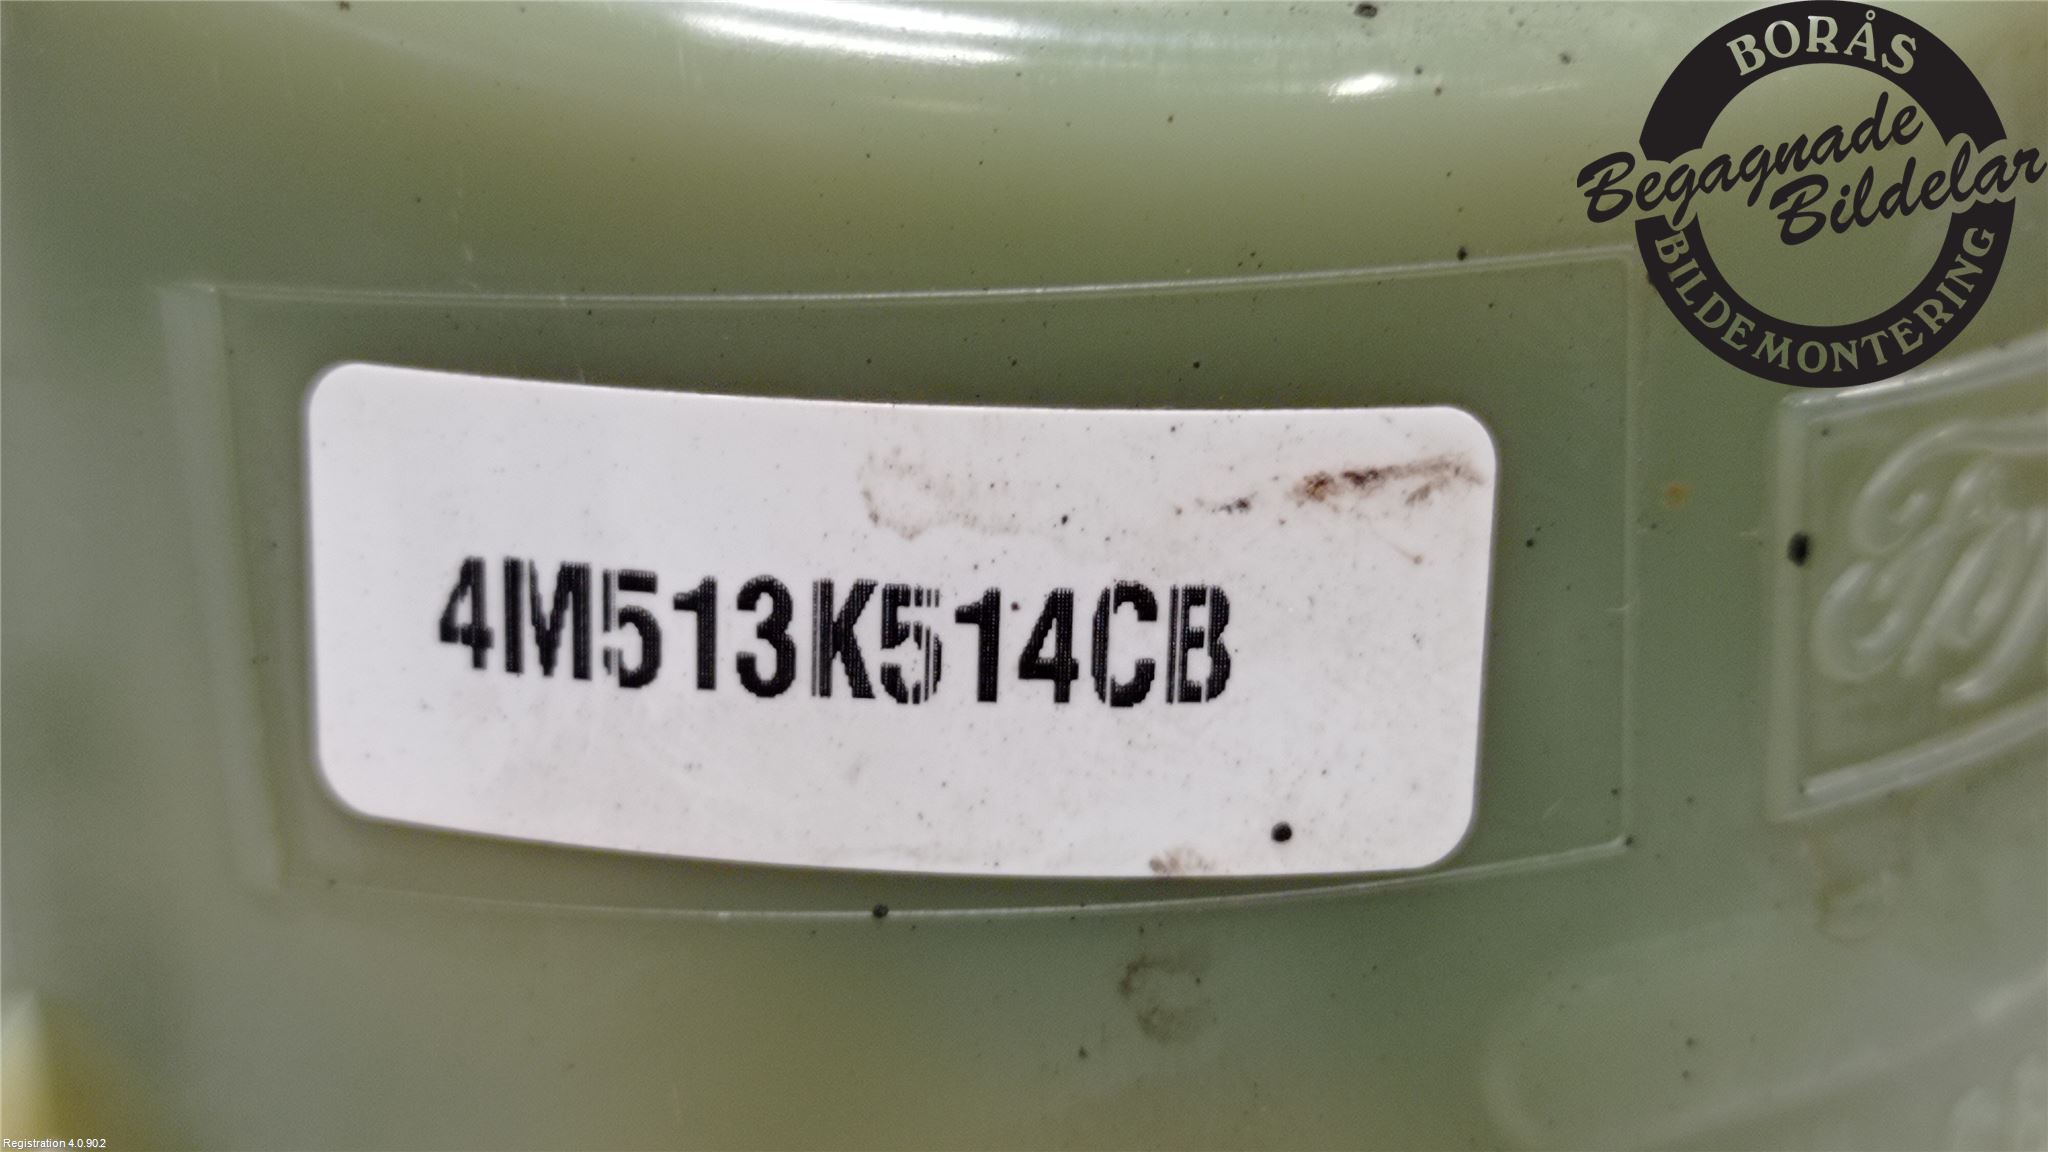 BORÅS
Begagnade
Bildelar
BILDEMONTERING
4M513K514CB
Registration 4.0.90.2